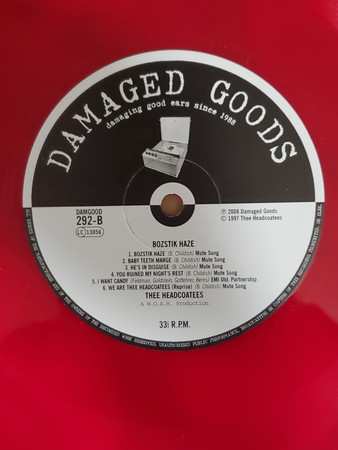 DAMAGED GOODS
damaging good ears since 1988
DAMGOOD
292-B
LC 13856
℗ 2008 Damaged Goods
© 1997 Thee Headcoatees
BOZSTIK HAZE
1. BOZSTIK HAZE (B. Childish) Mute Song
2. BABY TEETH MARGE (B. Childish) Mute Song
3. HE'S IN DISGUISE (B. Childish) Mute Song
4. YOU RUINED MY NIGHT'S REST (B. Childish) Mute Song
5. I WANT CANDY (Feldman, Goldstein, Gottehrer, Berns) EMI Utd. Partnership.
6. WE ARE THEE HEADCOATEES (Reprise) (B. Childish) Mute Song
THEE HEADCOATEES
A W.O.A.H. Production
33⅓ R.P.M.